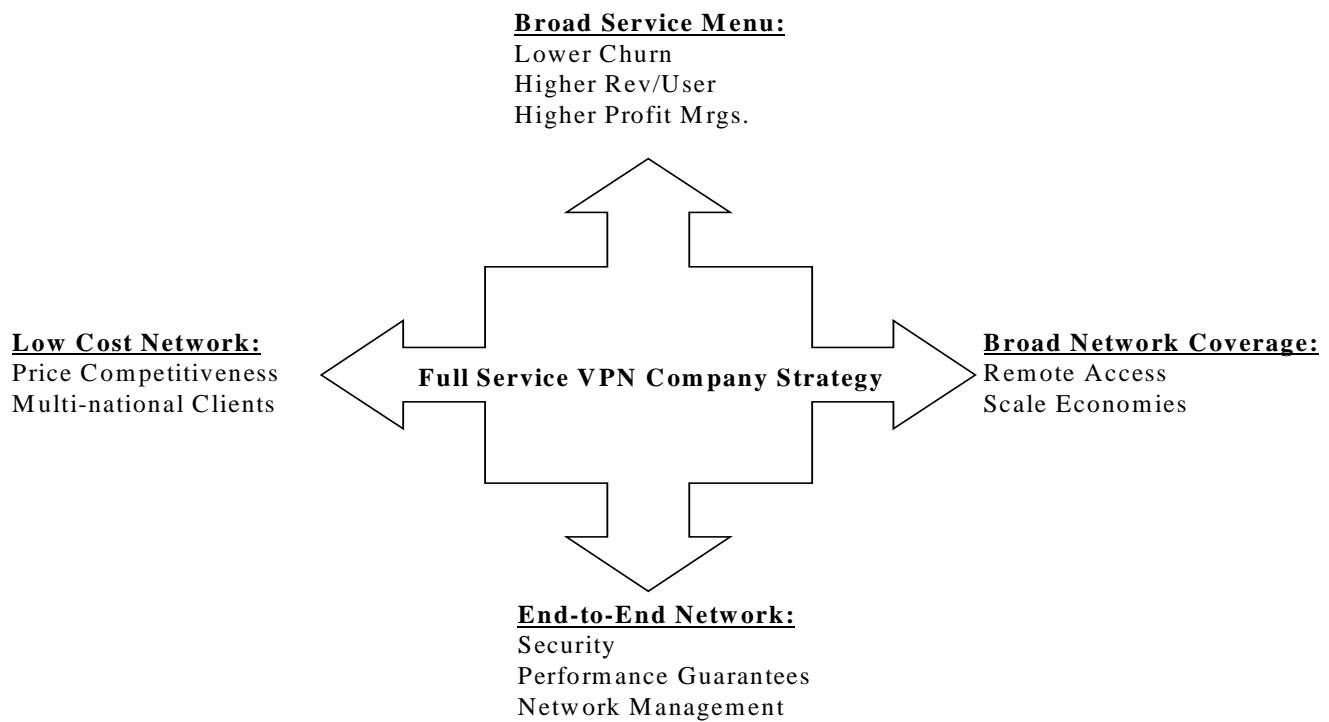 Broad Service Menu:
Lower Churn
Higher Rev/User
Higher Profit Mrgs.
Low Cost Network:
Price Competitiveness
Multi-national Clients
Full Service VPN Company Strategy
Broad Network Coverage:
Remote Access
Scale Economies
End-to-End Network:
Security
Performance Guarantees
Network Management